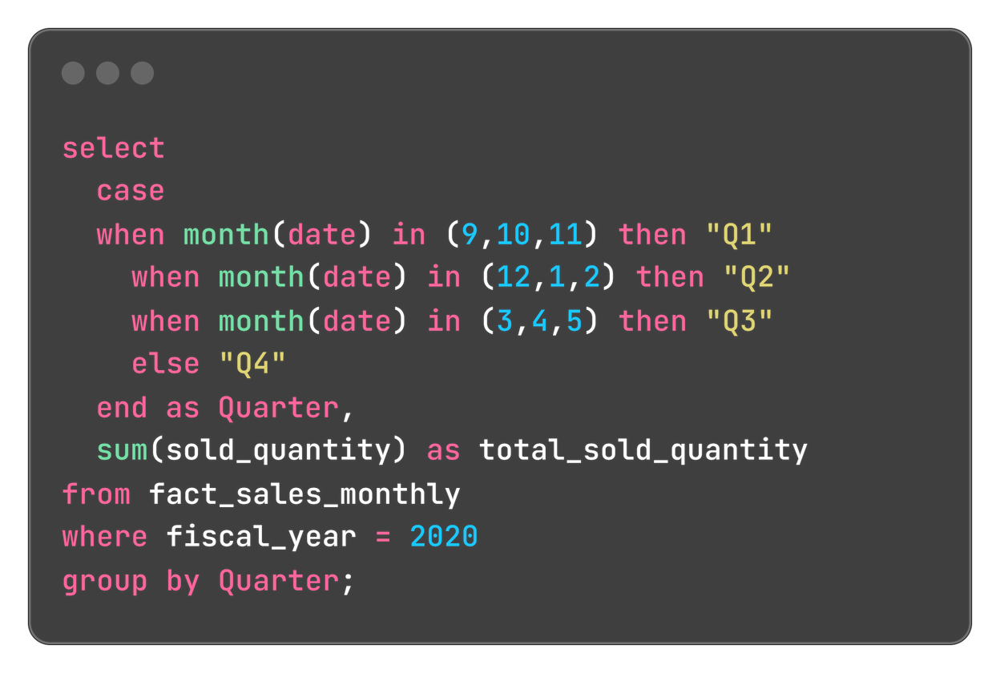 select
  case
  when month(date) in (9,10,11) then "Q1"
    when month(date) in (12,1,2) then "Q2"
    when month(date) in (3,4,5) then "Q3"
    else "Q4"
  end as Quarter,
  sum(sold_quantity) as total_sold_quantity
from fact_sales_monthly
where fiscal_year = 2020
group by Quarter;